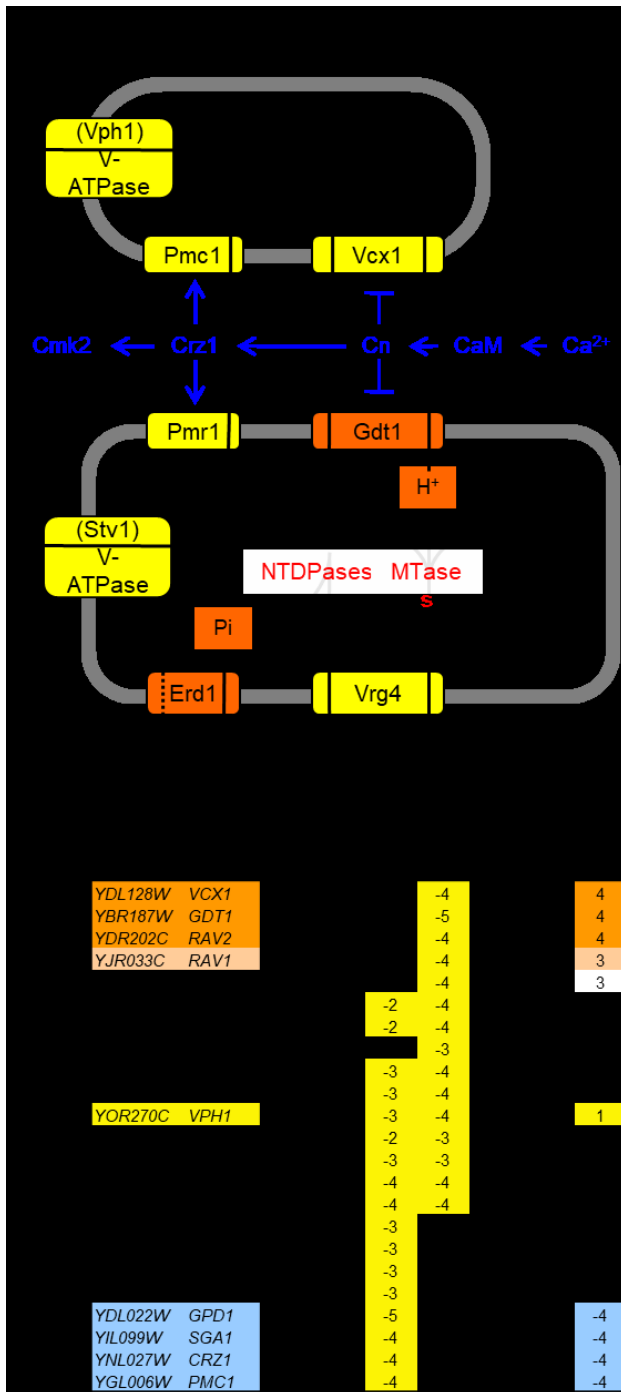 (Vph1)
V-
ATPase
Pmc1
Vcx1
Cmk2
Crz1
Cn
CaM
Ca²⁺
Pmr1
Gdt1
H⁺
(Stv1)
V-
ATPase
NTDPases MTase
s
Pi
Erd1
Vrg4
YDL128W VCX1 -4 4
YBR187W GDT1 -5 4
YDR202C RAV2 -4 4
YJR033C RAV1 -4 3
-4 3
-2 -4
-2 -4
-3
-3 -4
-3 -4
YOR270C VPH1 -3 -4 1
-2 -3
-3 -3
-4 -4
-4 -4
-3
-3
-3
-3
YDL022W GPD1 -5 -4
YIL099W SGA1 -4 -4
YNL027W CRZ1 -4 -4
YGL006W PMC1 -4 -4